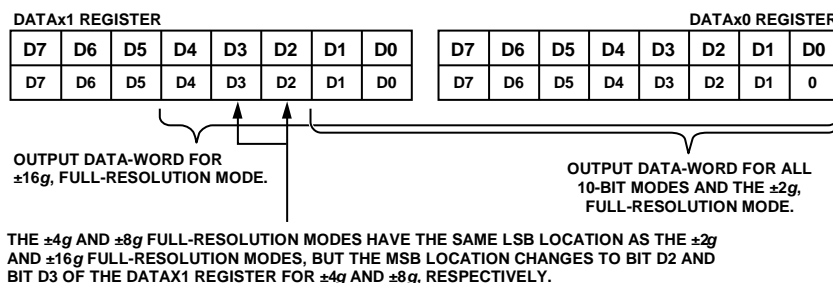 DATAx1 REGISTER
DATAx0 REGISTER
D7 D6 D5 D4 D3 D2 D1 D0
D7 D6 D5 D4 D3 D2 D1 D0
D7 D6 D5 D4 D3 D2 D1 D0
D7 D6 D5 D4 D3 D2 D1 0
OUTPUT DATA-WORD FOR
±16g, FULL-RESOLUTION MODE.
OUTPUT DATA-WORD FOR ALL
10-BIT MODES AND THE ±2g,
FULL-RESOLUTION MODE.
THE ±4g AND ±8g FULL-RESOLUTION MODES HAVE THE SAME LSB LOCATION AS THE ±2g
AND ±16g FULL-RESOLUTION MODES, BUT THE MSB LOCATION CHANGES TO BIT D2 AND
BIT D3 OF THE DATAX1 REGISTER FOR ±4g AND ±8g, RESPECTIVELY.